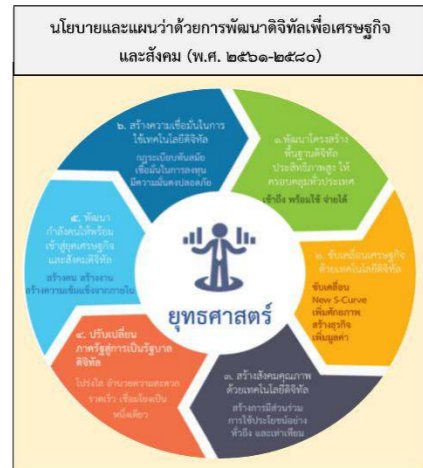 นโยบายและแผนว่าด้วยการพัฒนาดิจิทัลเพื่อเศรษฐกิจ
และสังคม (พ.ศ. ๒๕๖๑-๒๕๘๐)
๑.พัฒนาโครงสร้าง
พื้นฐานดิจิทัล
ประสิทธิภาพสูง ให้
ครอบคลุมทั่วประเทศ
เข้าถึง พร้อมใช้ จ่ายได้
๒. ขับเคลื่อนเศรษฐกิจ
ด้วยเทคโนโลยีดิจิทัล
ขับเคลื่อน
New S-Curve
เพิ่มศักยภาพ
สร้างธุรกิจ
เพิ่มมูลค่า
๓. สร้างสังคมคุณภาพ
ด้วยเทคโนโลยีดิจิทัล
สร้างการมีส่วนร่วม
การใช้ประโยชน์อย่าง
ทั่วถึง และเท่าเทียม
๔. ปรับเปลี่ยน
ภาครัฐสู่การเป็นรัฐบาล
ดิจิทัล
โปร่งใส อำนวยความสะดวก
รวดเร็ว เชื่อมโยงเป็น
หนึ่งเดียว
๕. พัฒนา
กำลังคนให้พร้อม
เข้าสู่ยุคเศรษฐกิจ
และสังคมดิจิทัล
สร้างคน สร้างงาน
สร้างความเข้มแข็งจากภายใน
๖. สร้างความเชื่อมั่นในการ
ใช้เทคโนโลยีดิจิทัล
กฎระเบียบทันสมัย
เชื่อมั่นในการลงทุน
มีความมั่นคงปลอดภัย
ยุทธศาสตร์